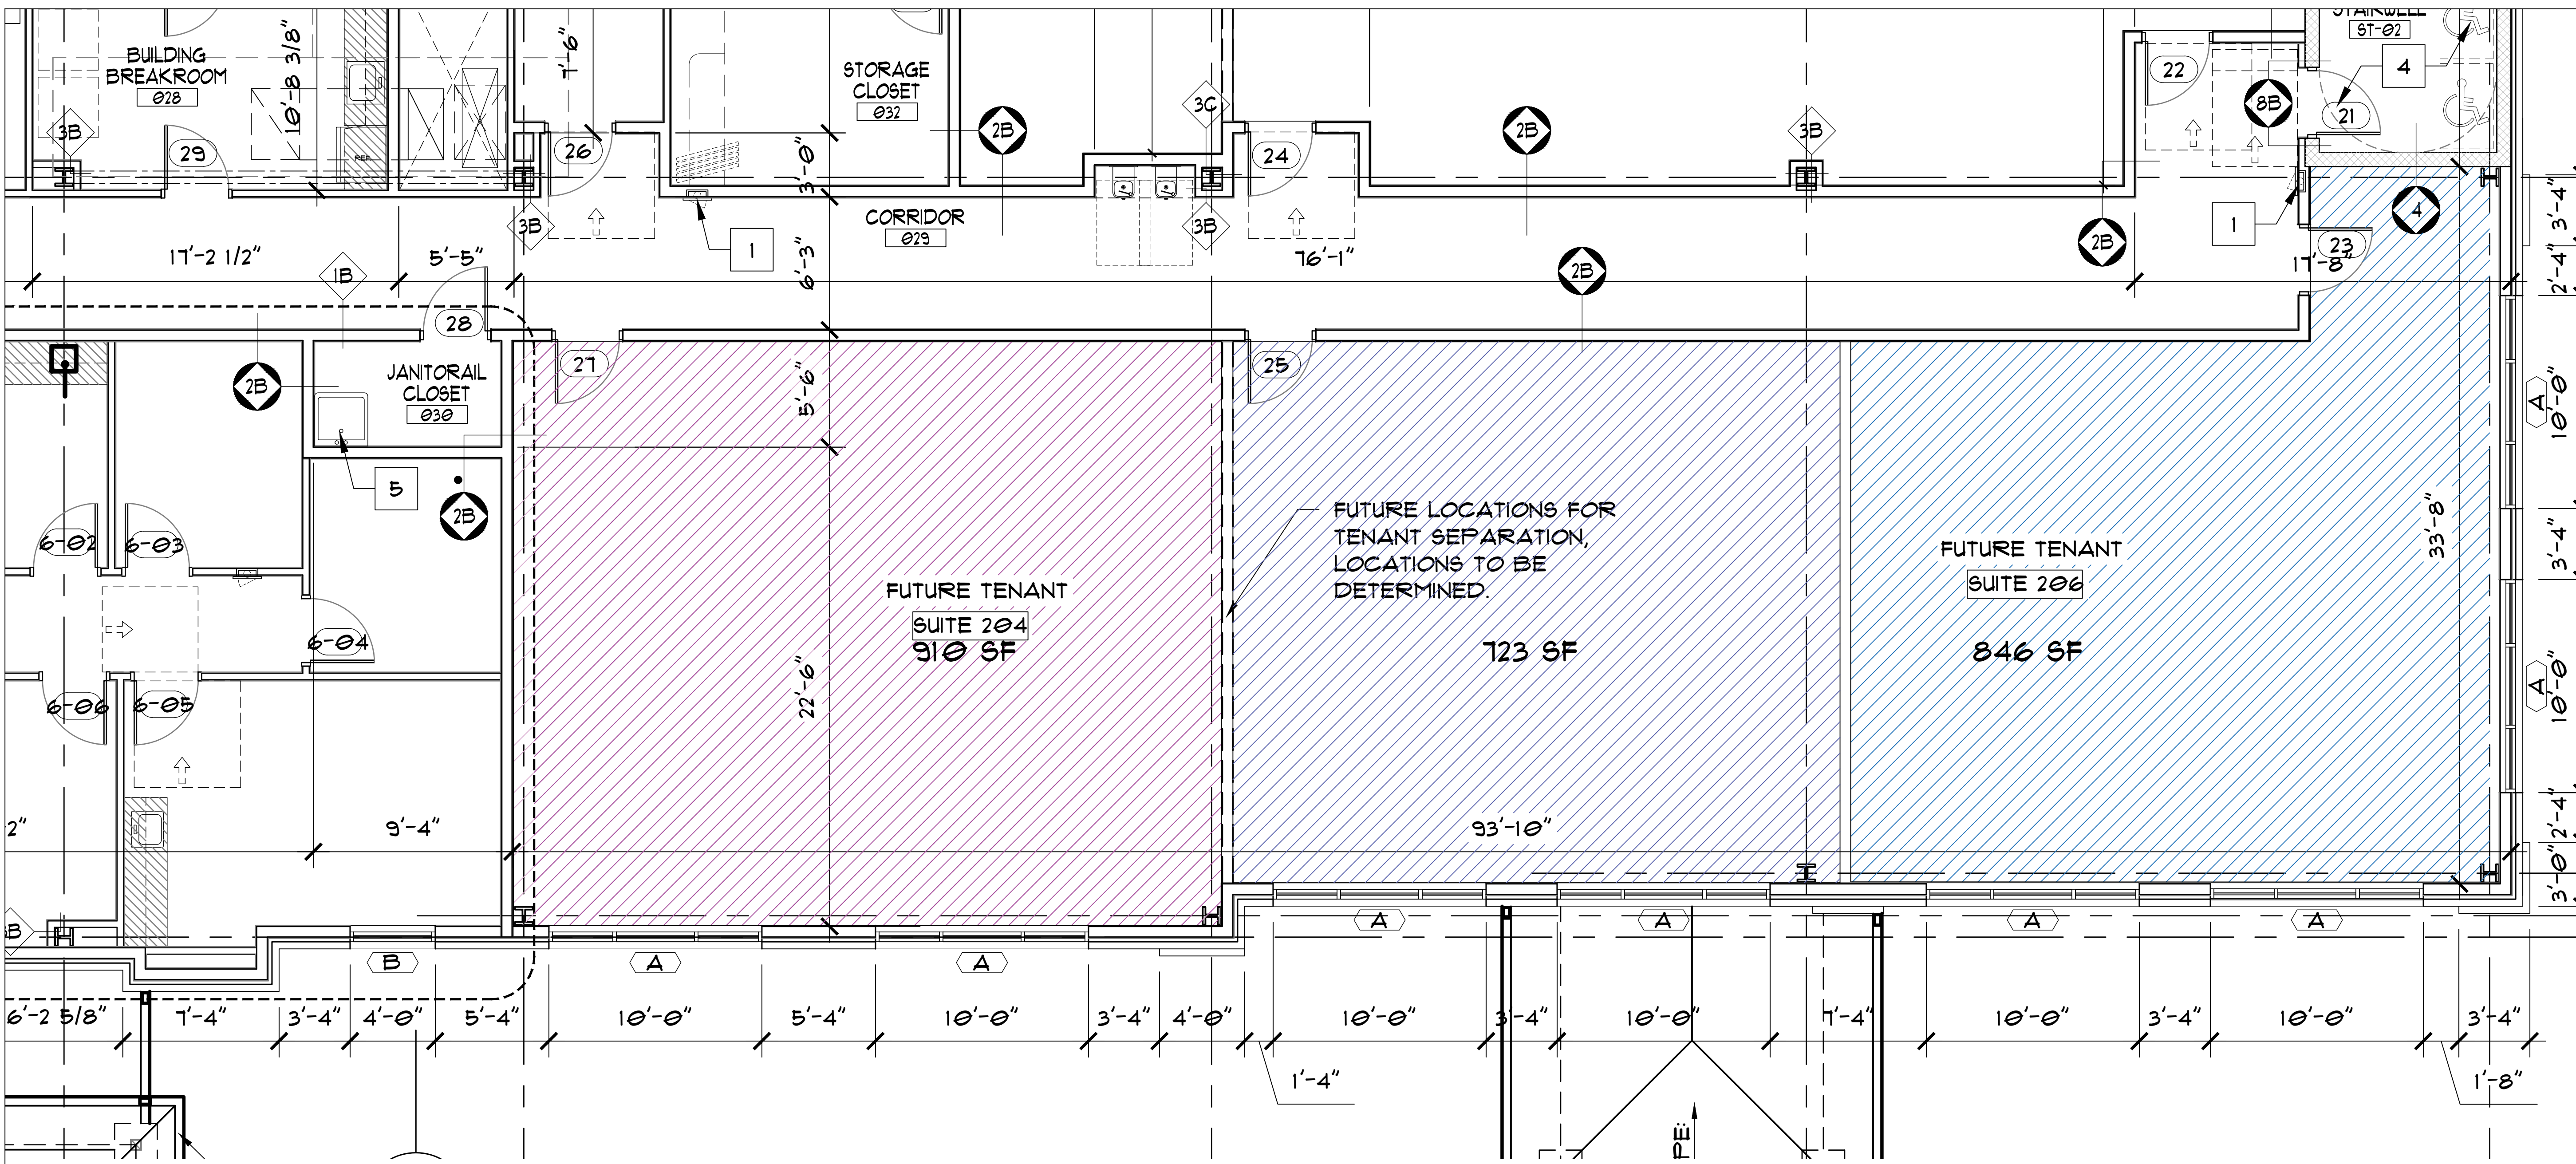 BUILDING
BREAKROOM
028
10'-8 3/8"
3B
29
REF.
7'-6"
26
3B
STORAGE
CLOSET
032
3'-0"
2B
3C
24
2B
3B
22
8B
STAIRWELL
ST-02
4
21
1
CORRIDOR
029
3B
1
4
2B
23
17'-2 1/2"
5'-5"
6'-3"
76'-1"
17'-8"
3'-4"
2'-4"
1B
2B
28
27
25
JANITORAIL
CLOSET
030
2B
5'-6"
A
10'-0"
5
2B
FUTURE LOCATIONS FOR
TENANT SEPARATION,
LOCATIONS TO BE
DETERMINED.
33'-8"
3'-4"
6-02
6-03
6-04
6-06
6-05
FUTURE TENANT
SUITE 204
910 SF
723 SF
FUTURE TENANT
SUITE 206
846 SF
22'-6"
A
10'-0"
2"
9'-4"
93'-10"
2'-4"
3'-0"
B
B
A
A
A
A
A
A
6'-2 5/8"
7'-4"
3'-4"
4'-0"
5'-4"
10'-0"
5'-4"
10'-0"
3'-4"
4'-0"
10'-0"
3'-4"
10'-0"
7'-4"
10'-0"
3'-4"
10'-0"
3'-4"
1'-4"
1'-8"
PE: